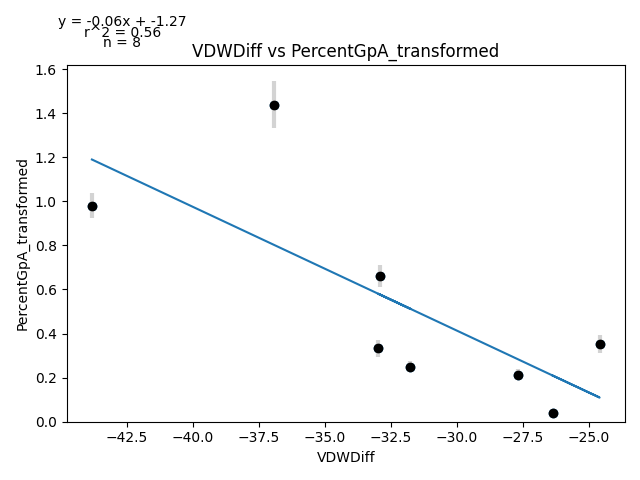 y = -0.06x + -1.27
r^2 = 0.56
n = 8
VDWDiff vs PercentGpA_transformed
1.6
1.4
1.2
1.0
0.8
0.6
0.4
0.2
0.0
PercentGpA_transformed
−42.5 −40.0 −37.5 −35.0 −32.5 −30.0 −27.5 −25.0
VDWDiff